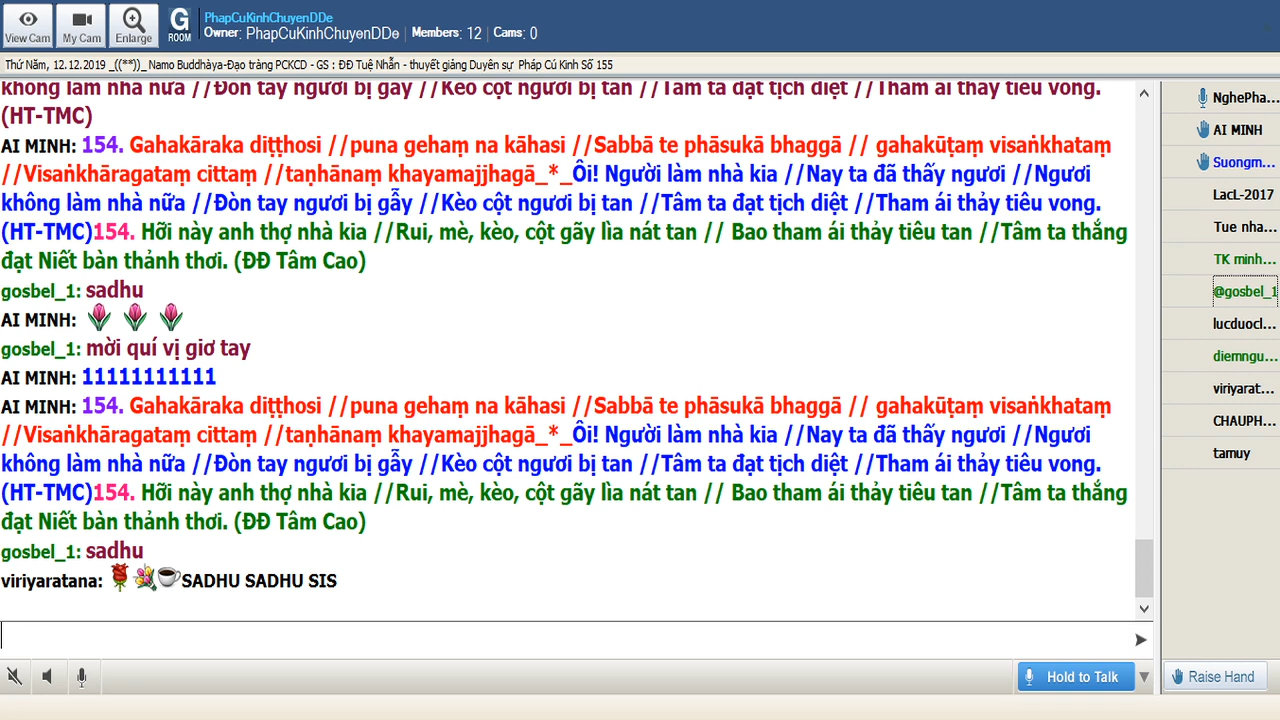 View Cam
My Cam
Enlarge
G
ROOM
PhapCuKinhChuyenDDe
Owner: PhapCuKinhChuyenDDe | Members: 12 | Cams: 0
Thứ Năm, 12.12.2019 _((**))_ Namo Buddhàya-Đạo tràng PCKCD - GS : ĐĐ Tuệ Nhẫn - thuyết giảng Duyên sự Pháp Cú Kinh Số 155
không làm nhà nữa //Đòn tay ngươi bị gẫy //Kèo cột ngươi bị tan //Tâm ta đạt tịch diệt //Tham ái thảy tiêu vong.
(HT-TMC)
AI MINH: 154. Gahakāraka diṭṭhosi //puna gehaṃ na kāhasi //Sabbā te phāsukā bhaggā // gahakūṭaṃ visaṅkhataṃ
//Visaṅkhāragataṃ cittaṃ //taṇhānaṃ khayamajjhagā_*_Ôi! Người làm nhà kia //Nay ta đã thấy ngươi //Ngươi
không làm nhà nữa //Đòn tay ngươi bị gẫy //Kèo cột ngươi bị tan //Tâm ta đạt tịch diệt //Tham ái thảy tiêu vong.
(HT-TMC)154. Hỡi này anh thợ nhà kia //Rui, mè, kèo, cột gãy lìa nát tan // Bao tham ái thảy tiêu tan //Tâm ta thắng
đạt Niết bàn thảnh thơi. (ĐĐ Tâm Cao)
gosbel_1: sadhu
AI MINH:
gosbel_1: mời quí vị giơ tay
AI MINH: 11111111111
AI MINH: 154. Gahakāraka diṭṭhosi //puna gehaṃ na kāhasi //Sabbā te phāsukā bhaggā // gahakūṭaṃ visaṅkhataṃ
//Visaṅkhāragataṃ cittaṃ //taṇhānaṃ khayamajjhagā_*_Ôi! Người làm nhà kia //Nay ta đã thấy ngươi //Ngươi
không làm nhà nữa //Đòn tay ngươi bị gẫy //Kèo cột ngươi bị tan //Tâm ta đạt tịch diệt //Tham ái thảy tiêu vong.
(HT-TMC)154. Hỡi này anh thợ nhà kia //Rui, mè, kèo, cột gãy lìa nát tan // Bao tham ái thảy tiêu tan //Tâm ta thắng
đạt Niết bàn thảnh thơi. (ĐĐ Tâm Cao)
gosbel_1: sadhu
viriyaratana: SADHU SADHU SIS
NghePha...
AI MINH
Suongm...
LacL-2017
Tue nha...
TK minh...
@gosbel_1
lucduocl...
diemngu...
viriyarat...
CHAUPH...
tamuy
Hold to Talk
Raise Hand